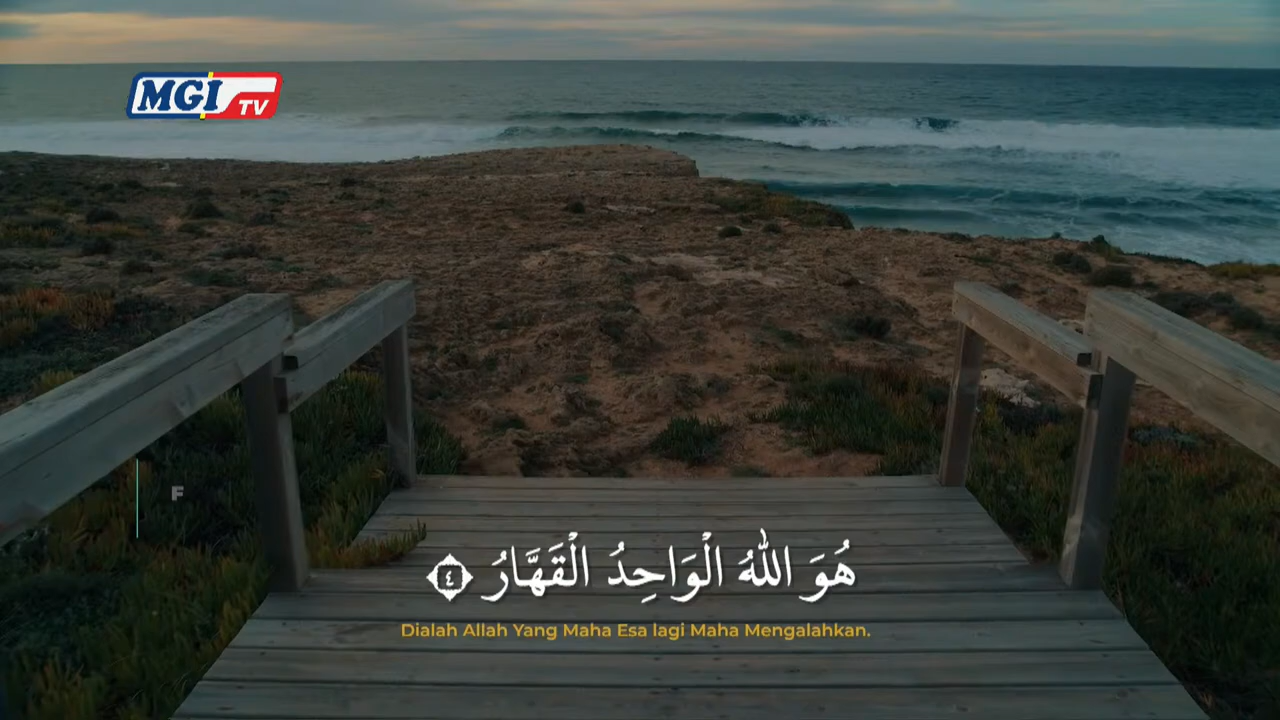 MGI TV
F
هُوَ اللّٰهُ الْوَاحِدُ الْقَهَّارُ ٤
Dialah Allah Yang Maha Esa lagi Maha Mengalahkan.